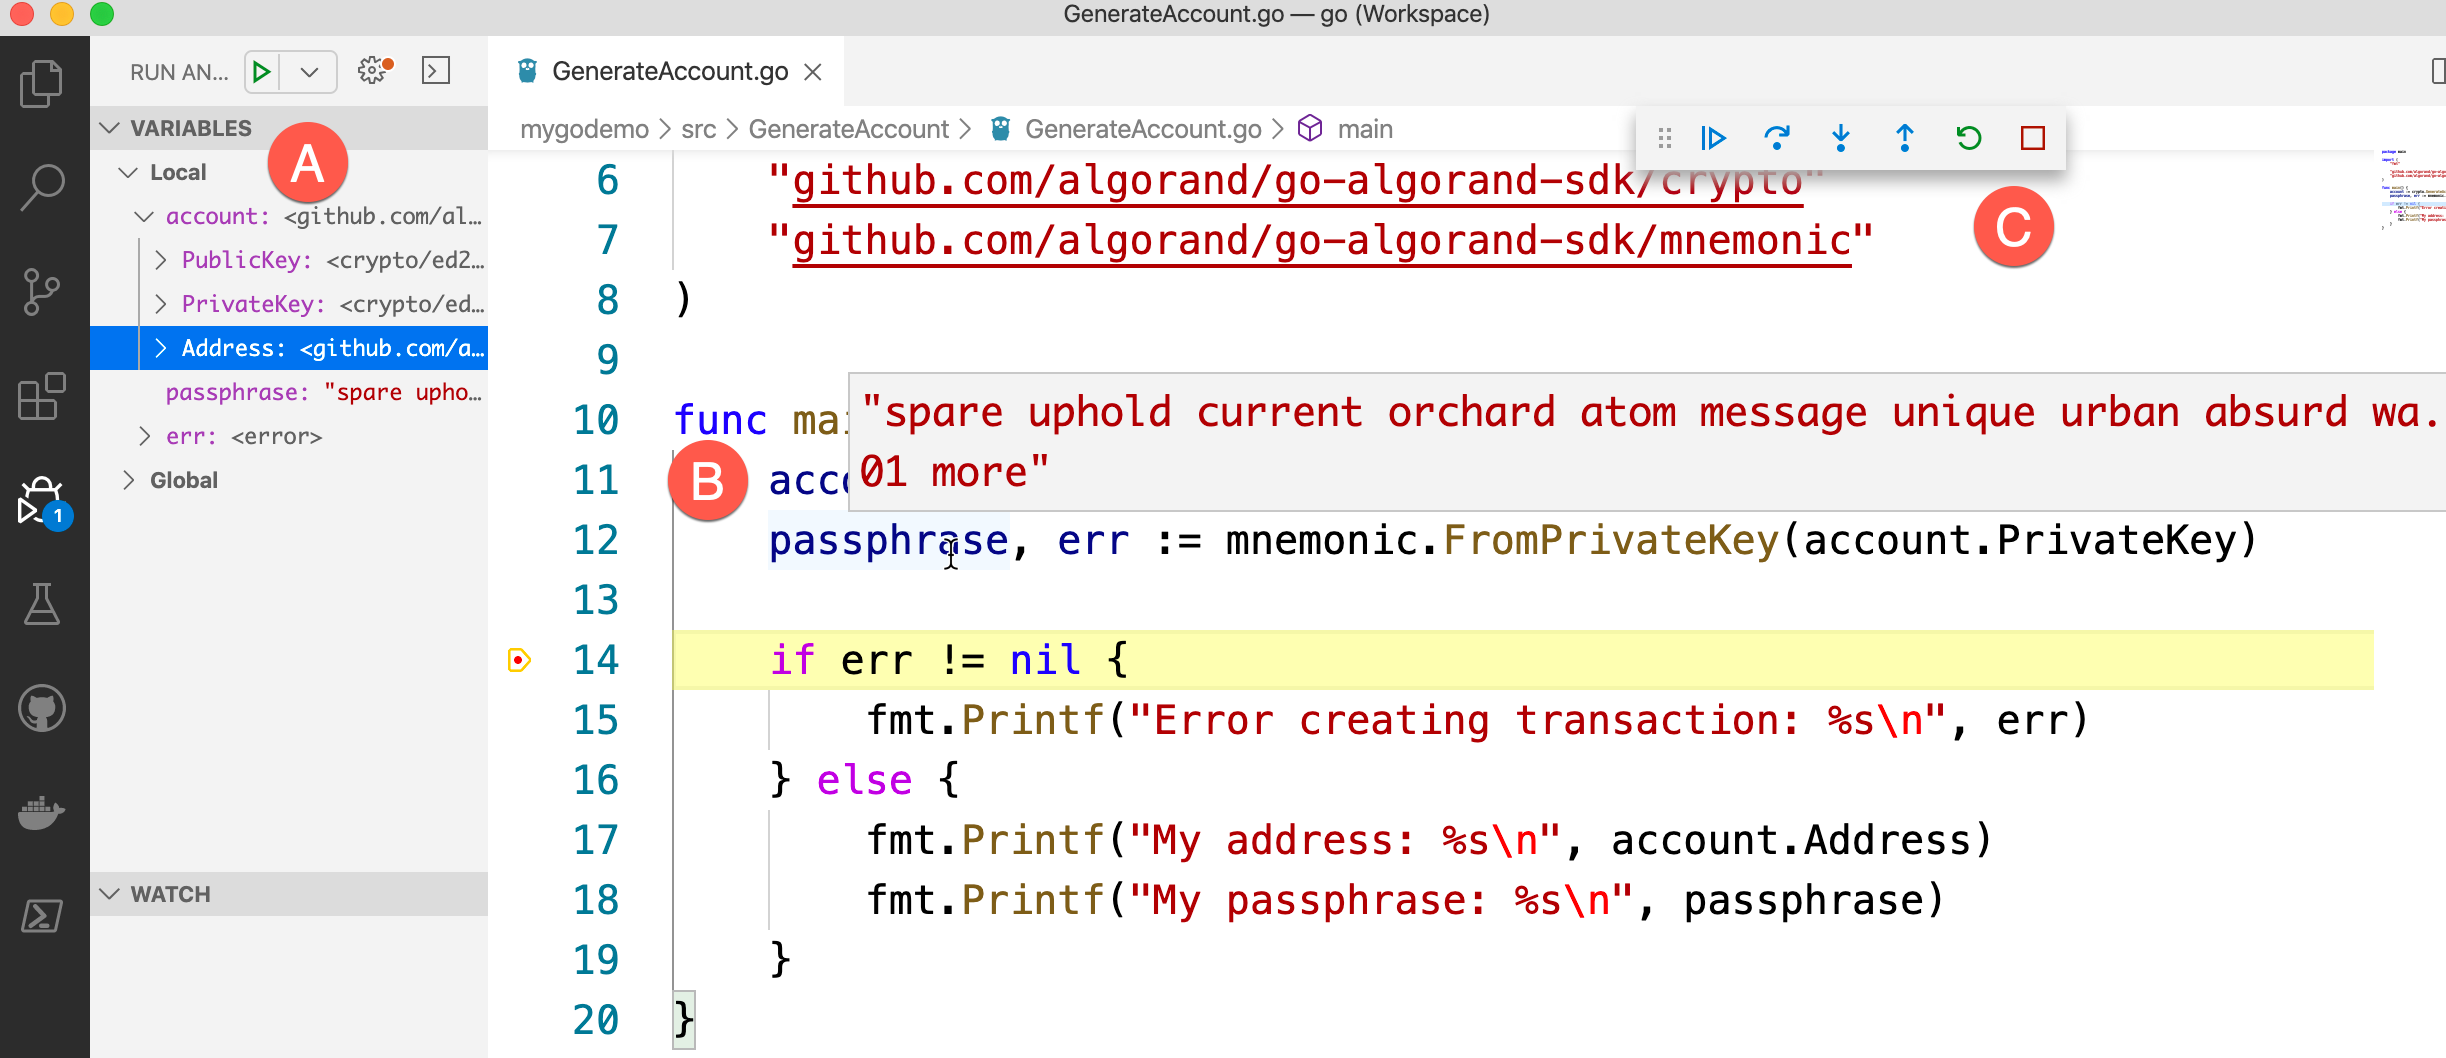 GenerateAccount.go — go (Workspace)
RUN AN...
GenerateAccount.go
VARIABLES
A
Local
account: <github.com/al...
PublicKey: <crypto/ed2...
PrivateKey: <crypto/ed...
Address: <github.com/a...
passphrase: "spare upho...
err: <error>
Global
1
WATCH
mygodemo > src > GenerateAccount > GenerateAccount.go > main
6 "github.com/algorand/go-algorand-sdk/crypto"
C
7 "github.com/algorand/go-algorand-sdk/mnemonic"
8 )
9
"spare uphold current orchard atom message unique urban absurd wa.
01 more"
10 func mai
B
11 acco
12 passphrase, err := mnemonic.FromPrivateKey(account.PrivateKey)
13
14 if err != nil {
15 fmt.Printf("Error creating transaction: %s\n", err)
16 } else {
17 fmt.Printf("My address: %s\n", account.Address)
18 fmt.Printf("My passphrase: %s\n", passphrase)
19 }
20 }